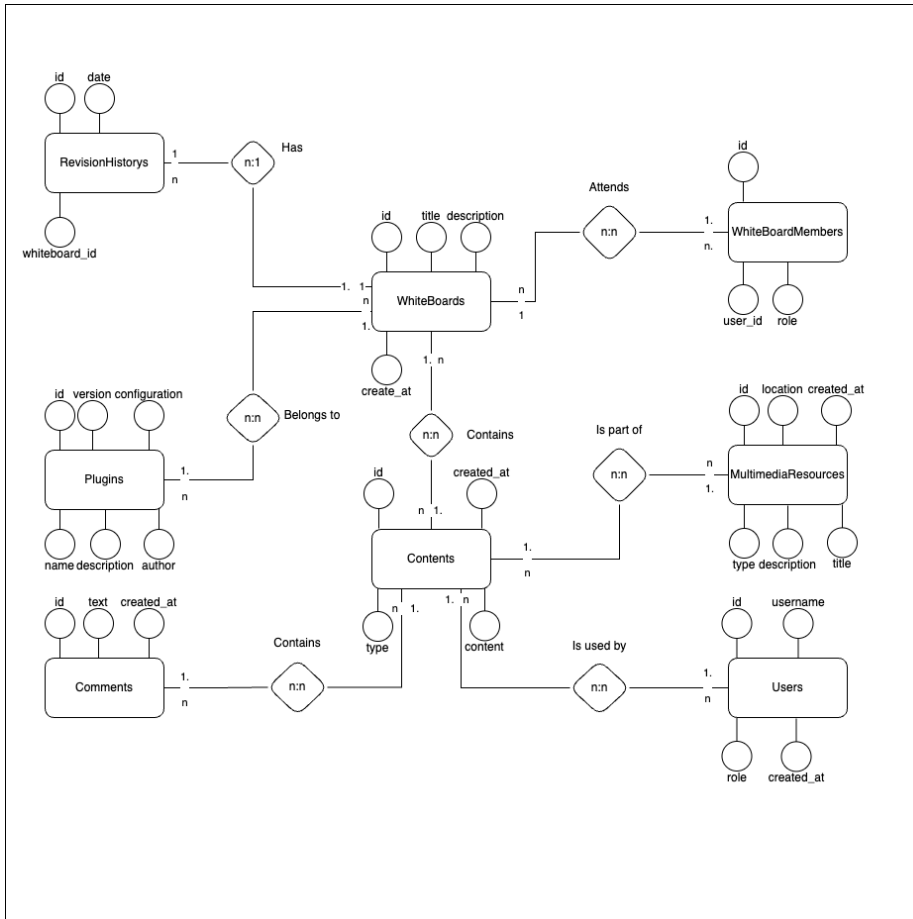 id date
RevisionHistorys
1
n
n:1
Has
whiteboard_id
id
Attends
n:n
1.
n.
WhiteBoardMembers
user_id role
id title description
1. 1
n
1.
WhiteBoards
n
1
create_at
1. n
id version configuration
Plugins
1.
n
n:n
Belongs to
name description author
n:n
Contains
Is part of
n:n
id location created_at
n
1.
MultimediaResources
type description title
id created_at
n 1.
Contents
1.
n
n 1.
1. n
type content
id text created_at
Comments
1.
n
Contains
n:n
Is used by
n:n
id username
1.
n
Users
role created_at